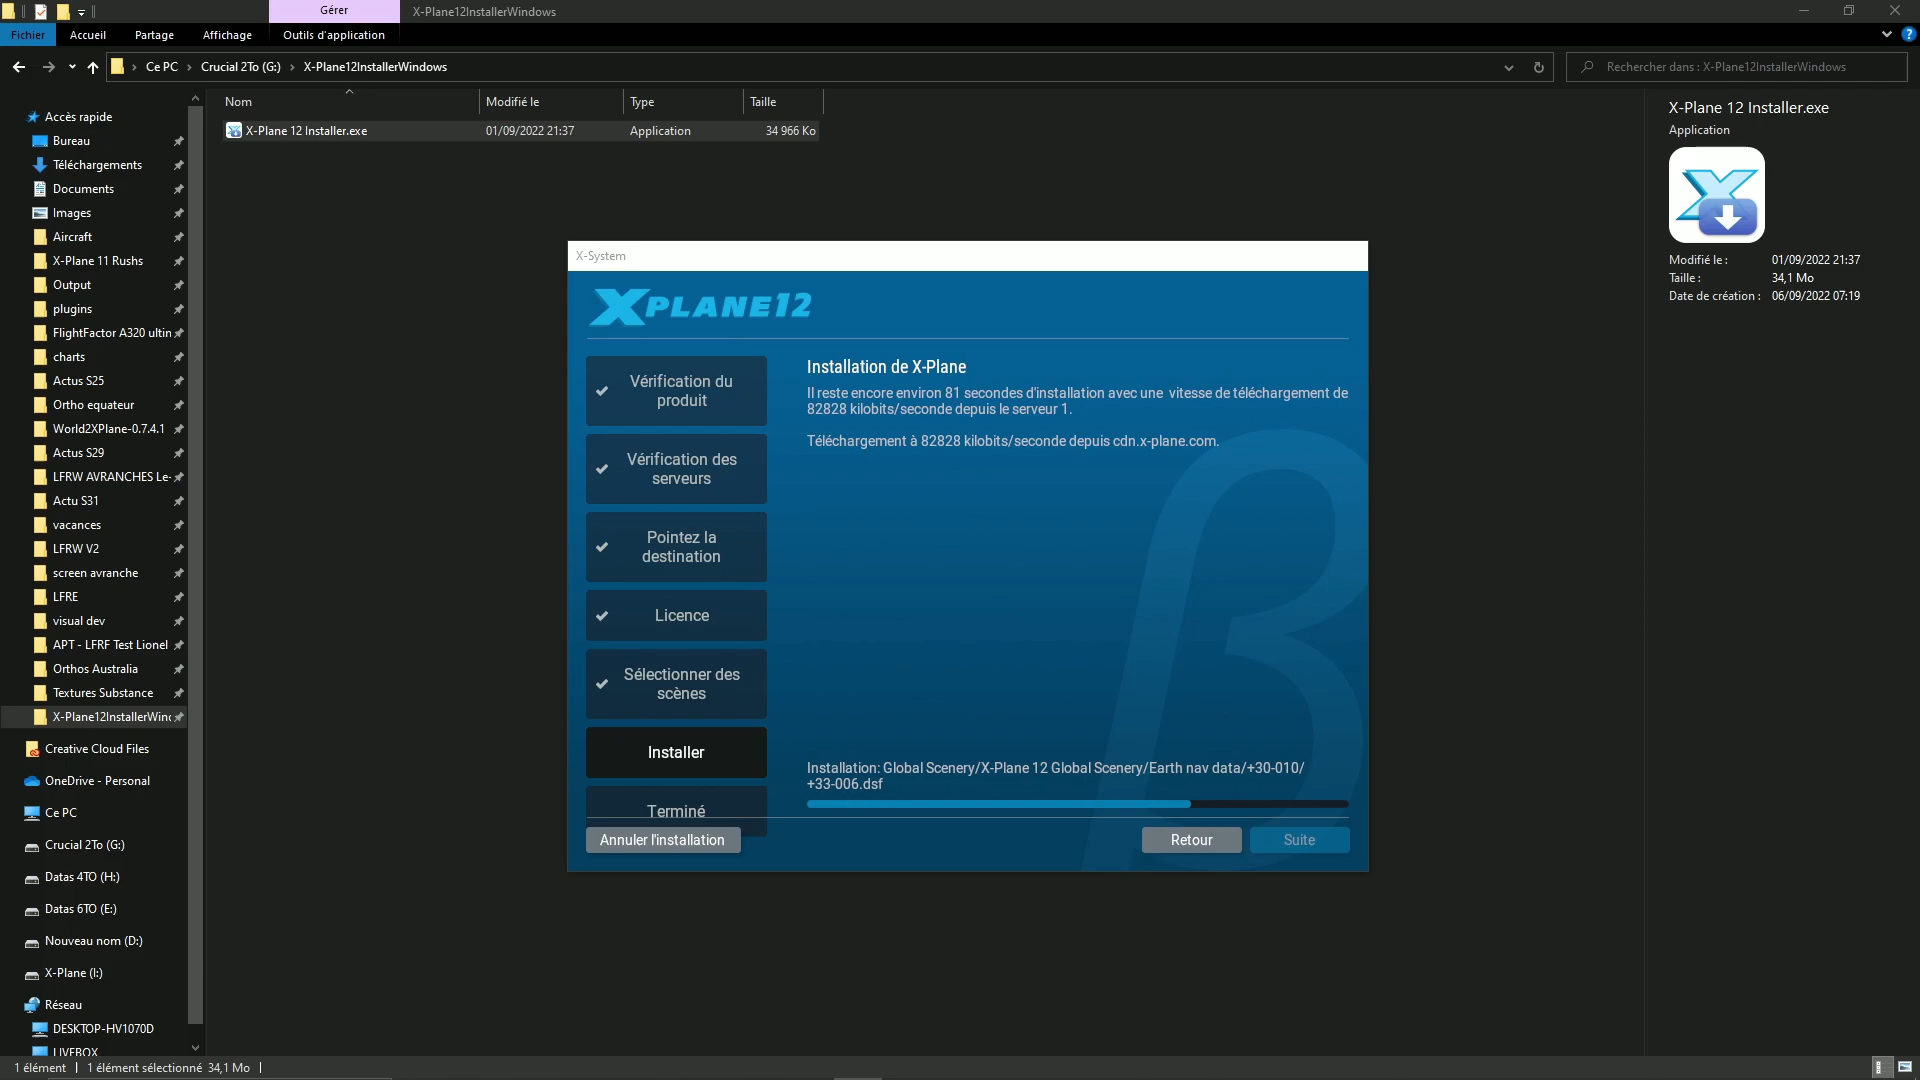 Gérer
X-Plane12InstallerWindows
Fichier
Accueil
Partage
Affichage
Outils d'application
Ce PC
Crucial 2To (G:)
X-Plane12InstallerWindows
Rechercher dans : X-Plane12InstallerWindows
Nom
Modifié le
Type
Taille
X-Plane 12 Installer.exe
01/09/2022 21:37
Application
34 966 Ko
Accès rapide
Bureau
Téléchargements
Documents
Images
Aircraft
X-Plane 11 Rushs
Output
plugins
FlightFactor A320 ultin
charts
Actus S25
Ortho equateur
World2XPlane-0.7.4.1
Actus S29
LFRW AVRANCHES Le-
Actu S31
vacances
LFRW V2
screen avranche
LFRE
visual dev
APT - LFRF Test Lionel
Orthos Australia
Textures Substance
X-Plane12InstallerWind
Creative Cloud Files
OneDrive - Personal
Ce PC
Crucial 2To (G:)
Datas 4TO (H:)
Datas 6TO (E:)
Nouveau nom (D:)
X-Plane (I:)
Réseau
DESKTOP-HV1070D
LIVEBOX
X-System
X PLANE12
Vérification du
produit
Vérification des
serveurs
Pointez la
destination
Licence
Sélectionner des
scènes
Installer
Terminé
Installation de X-Plane
Il reste encore environ 81 secondes d'installation avec une vitesse de téléchargement de
82828 kilobits/seconde depuis le serveur 1.
Téléchargement à 82828 kilobits/seconde depuis cdn.x-plane.com.
β
Installation: Global Scenery/X-Plane 12 Global Scenery/Earth nav data/+30-010/
+33-006.dsf
Annuler l'installation
Retour
Suite
X-Plane 12 Installer.exe
Application
Modifié le :
01/09/2022 21:37
Taille :
34,1 Mo
Date de création :
06/09/2022 07:19
1 élément
1 élément sélectionné 34,1 Mo